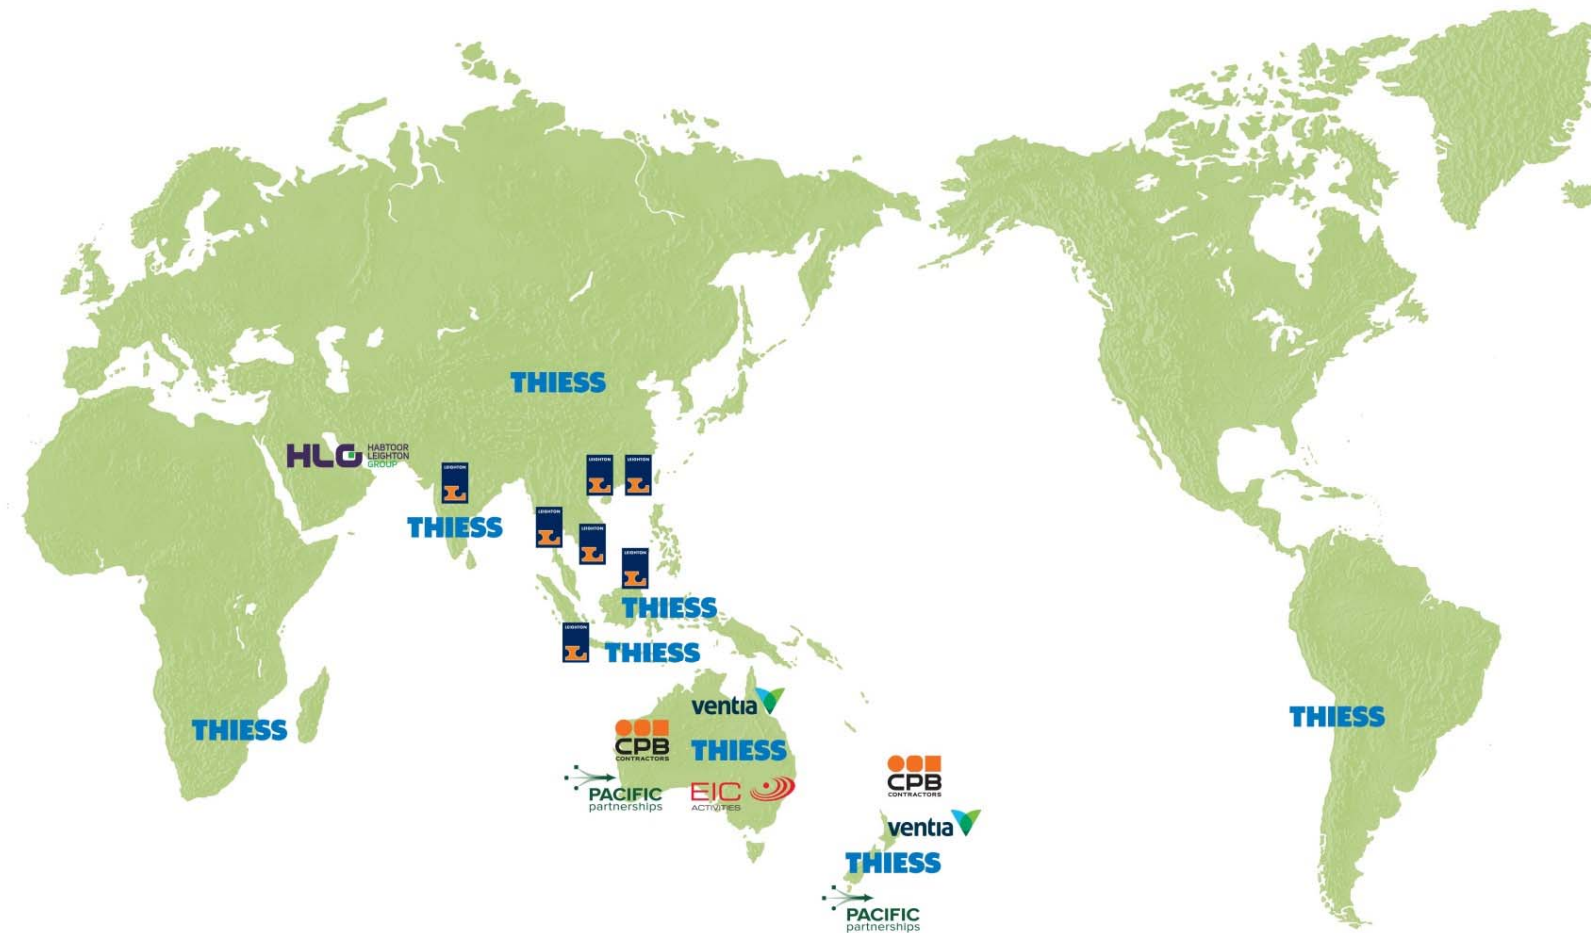 THIESS
HLG HABTOOR
LEIGHTON
GROUP
LEIGHTON
LEIGHTON
LEIGHTON
THIESS
LEIGHTON
LEIGHTON
LEIGHTON
THIESS
LEIGHTON
THIESS
ventia
THIESS
THIESS
CPB
CONTRACTORS
THIESS
PACIFIC
partnerships
EIC
ACTIVITIES
CPB
CONTRACTORS
ventia
THIESS
PACIFIC
partnerships